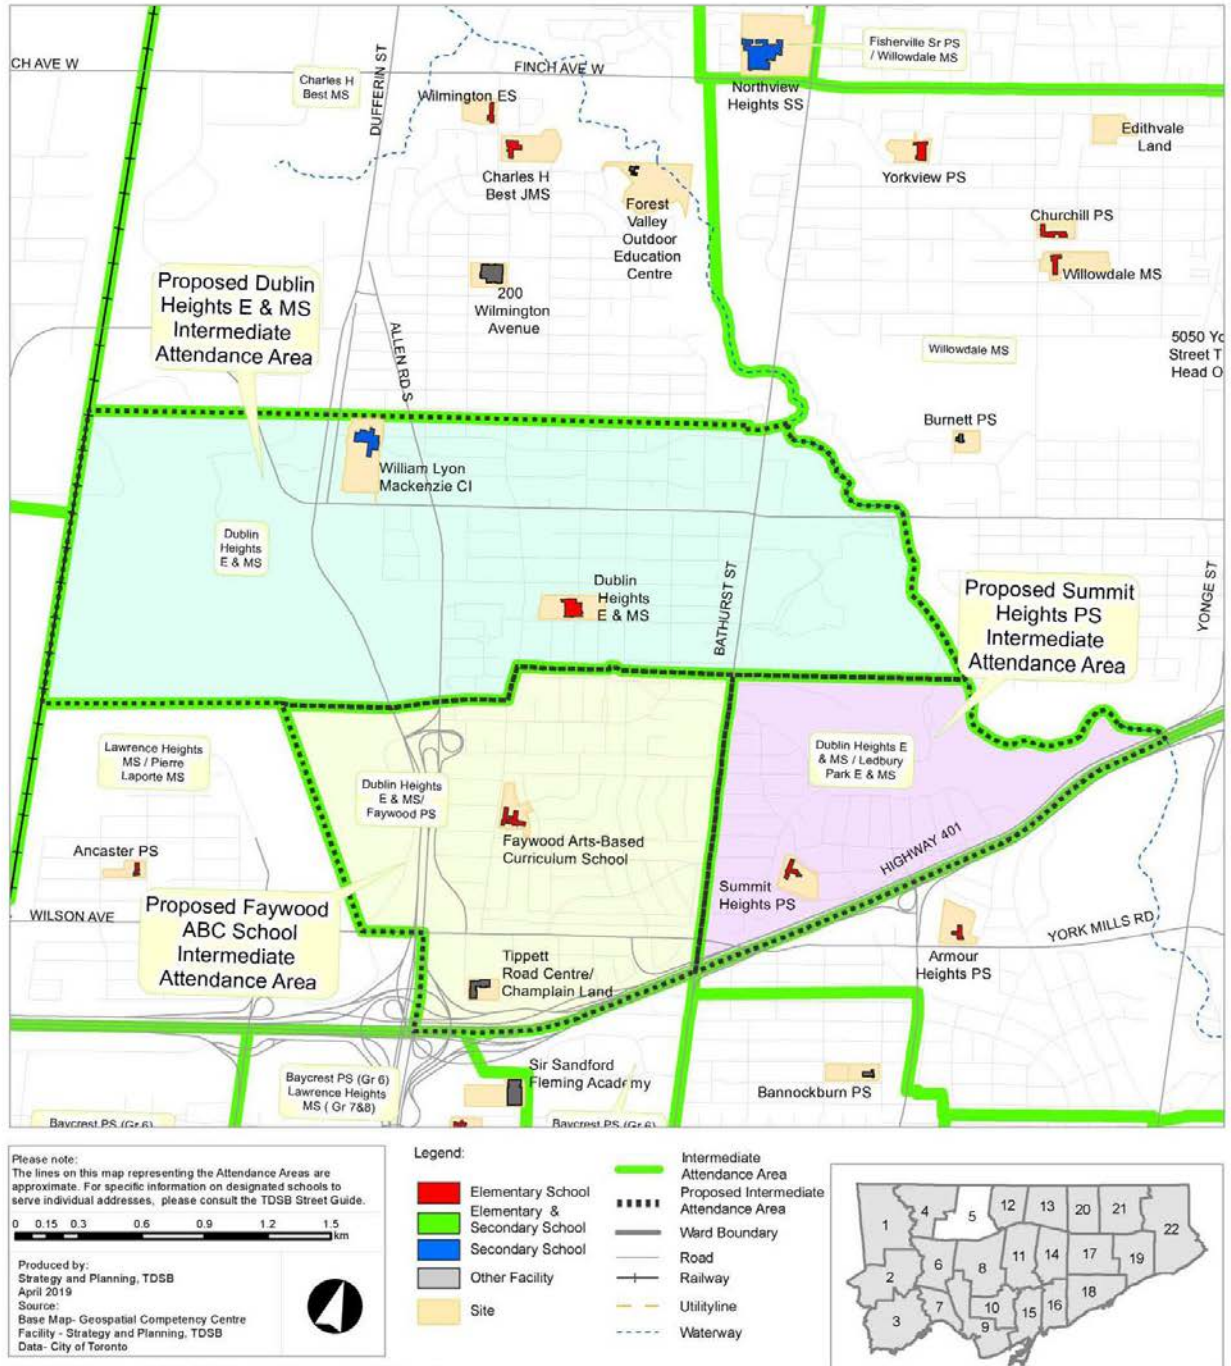 CH AVE W
Charles H
Best MS
DUFFERIN ST
FINCH AVE W
Fisherville Sr PS
/ Willowdale MS
Northview
Heights SS
Wilmington ES
Charles H
Best JMS
Forest
Valley
Outdoor
Education
Centre
Yorkview PS
Edithvale
Land
Churchill PS
Willowdale MS
200
Wilmington
Avenue
Proposed Dublin
Heights E & MS
Intermediate
Attendance Area
ALLEN RD S
Willowdale MS
5050 Yo
Street T
Head O
Burnett PS
William Lyon
Mackenzie CI
Dublin
Heights
E & MS
Dublin
Heights
E & MS
BATHURST ST
YONGE ST
Proposed Summit
Heights PS
Intermediate
Attendance Area
Lawrence Heights
MS / Pierre
Laporte MS
Dublin Heights
E & MS/
Faywood PS
Dublin Heights E
& MS / Ledbury
Park E & MS
Faywood Arts-Based
Curriculum School
HIGHWAY 401
Ancaster PS
Summit
Heights PS
WILSON AVE
Proposed Faywood
ABC School
Intermediate
Attendance Area
YORK MILLS RD
Armour
Heights PS
Tippett
Road Centre/
Champlain Land
Sir Sandford
Fleming Academy
Baycrest PS (Gr 6)
Lawrence Heights
MS ( Gr 7&8)
Bannockburn PS
Baycrest PS (Gr 6)
Baycrest PS (Gr 6)
Please note:
The lines on this map representing the Attendance Areas are
approximate. For specific information on designated schools to
serve individual addresses, please consult the TDSB Street Guide.
0 0.15 0.3 0.6 0.9 1.2 1.5
km
Produced by:
Strategy and Planning, TDSB
April 2019
Source:
Base Map- Geospatial Competency Centre
Facility - Strategy and Planning, TDSB
Data- City of Toronto
Legend:
Elementary School
Elementary &
Secondary School
Secondary School
Other Facility
Site
Intermediate
Attendance Area
Proposed Intermediate
Attendance Area
Ward Boundary
Road
Railway
Utilityline
Waterway
1
4
5
12
13
20
21
22
2
6
8
11
14
17
19
3
7
10
9
15
16
18